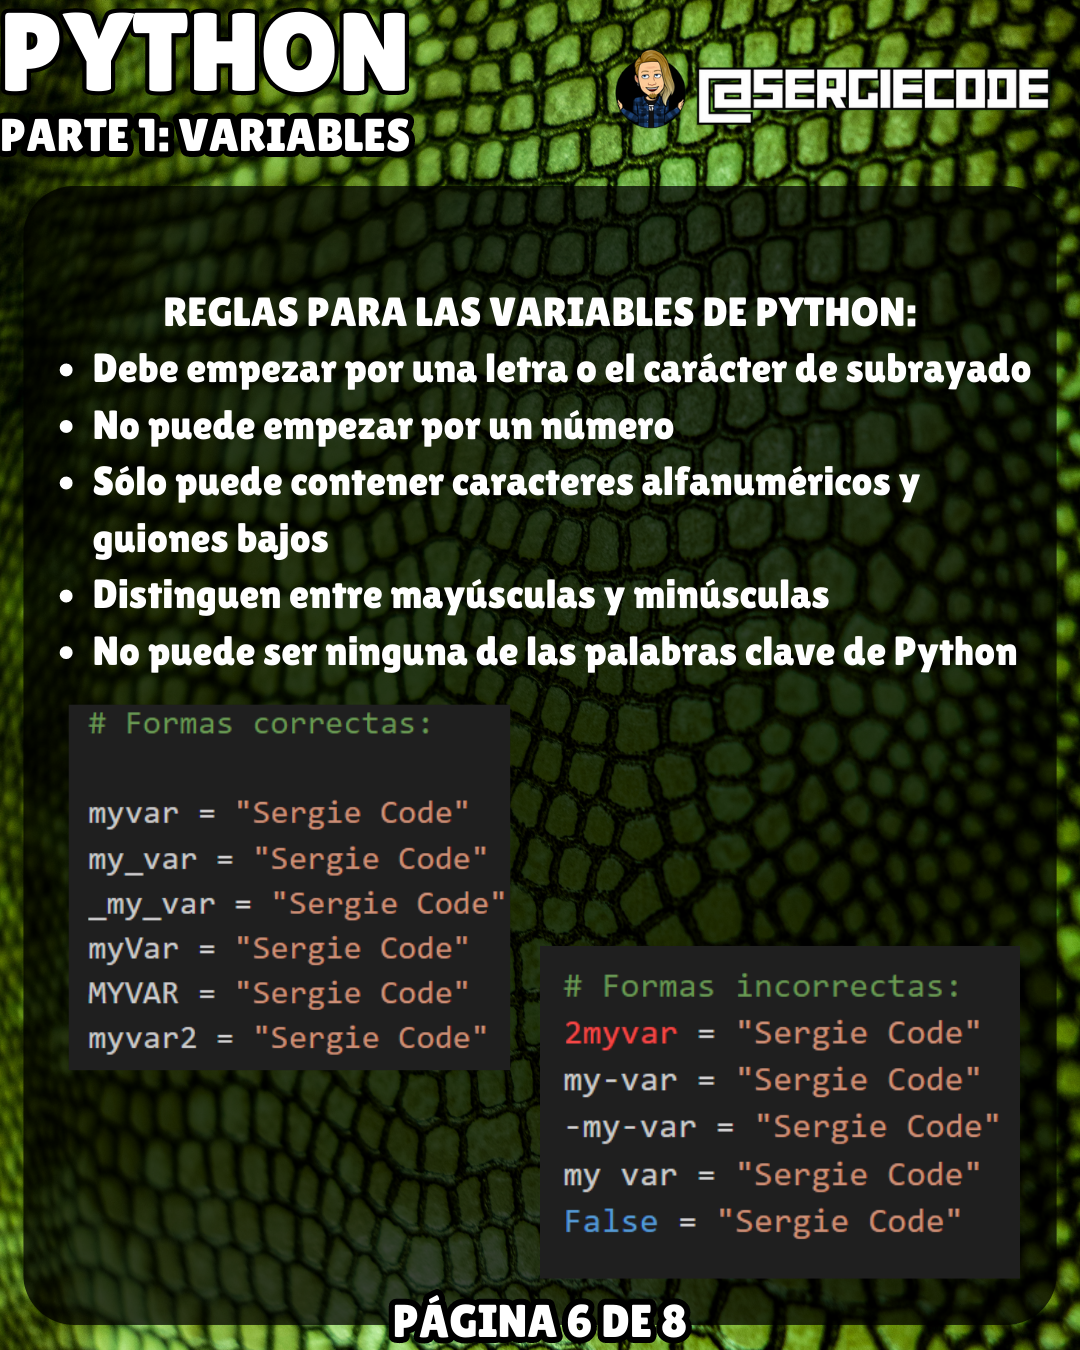 PYTHON
PARTE 1: VARIABLES
@SERGIECODE
REGLAS PARA LAS VARIABLES DE PYTHON:
• Debe empezar por una letra o el carácter de subrayado
• No puede empezar por un número
• Sólo puede contener caracteres alfanuméricos y
guiones bajos
• Distinguen entre mayúsculas y minúsculas
• No puede ser ninguna de las palabras clave de Python
# Formas correctas:
myvar = "Sergie Code"
my_var = "Sergie Code"
_my_var = "Sergie Code"
myVar = "Sergie Code"
MYVAR = "Sergie Code"
myvar2 = "Sergie Code"
# Formas incorrectas:
2myvar = "Sergie Code"
my-var = "Sergie Code"
-my-var = "Sergie Code"
my var = "Sergie Code"
False = "Sergie Code"
PÁGINA 6 DE 8